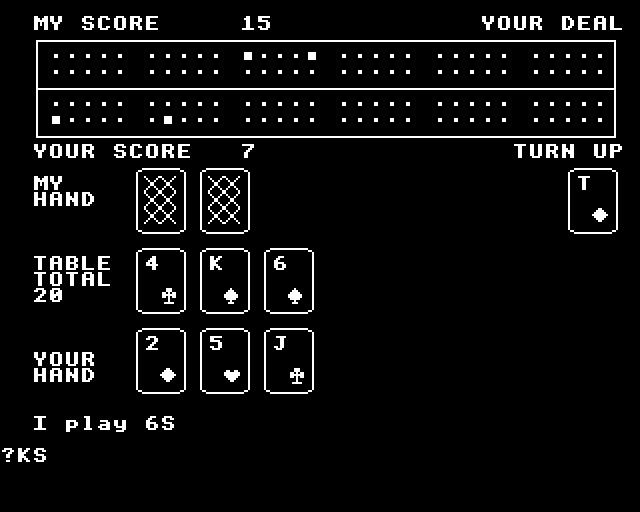 MY SCORE 15 YOUR DEAL
YOUR SCORE 7 TURN UP
MY
HAND
T
TABLE
TOTAL
20
4 K 6
YOUR
HAND
2 5 J
I play 6S
?KS